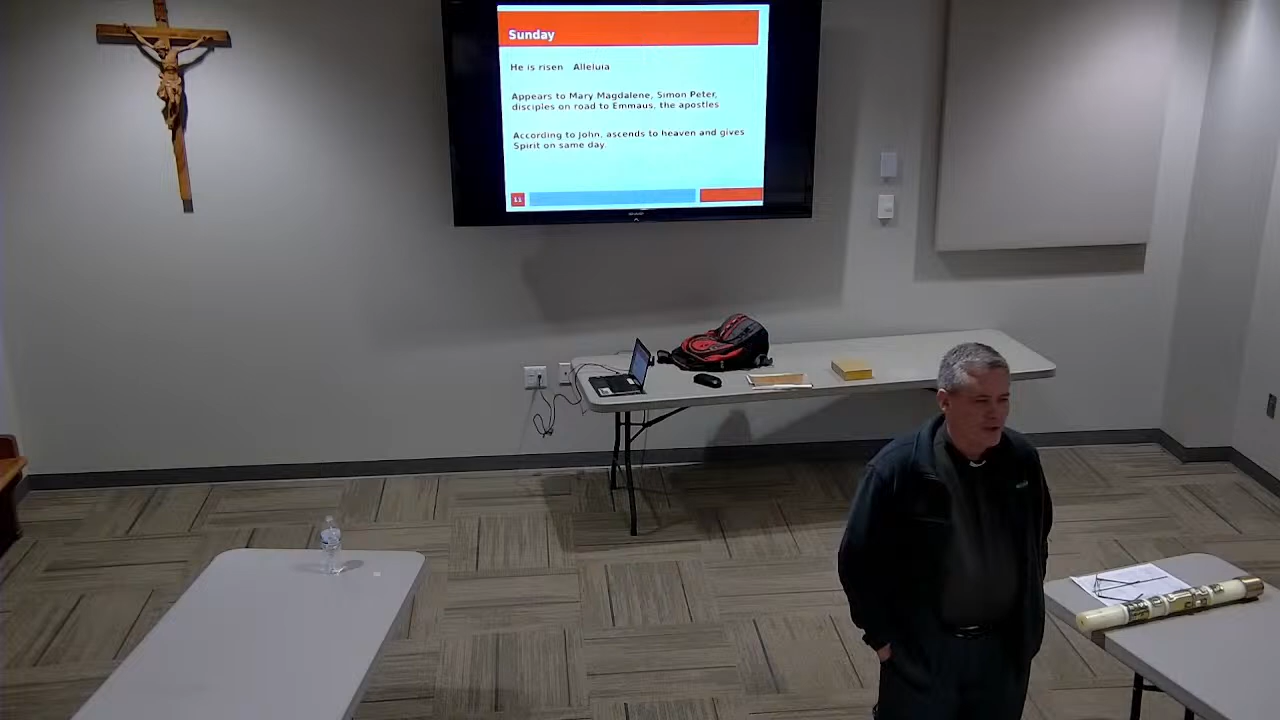 Sunday
He is risen   Alleluia
Appears to Mary Magdalene, Simon Peter,
disciples on road to Emmaus, the apostles
According to John, ascends to heaven and gives
Spirit on same day.
11